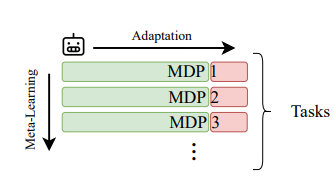 Adaptation
Meta-Learning
MDP 1
MDP 2
MDP 3
⋮
Tasks